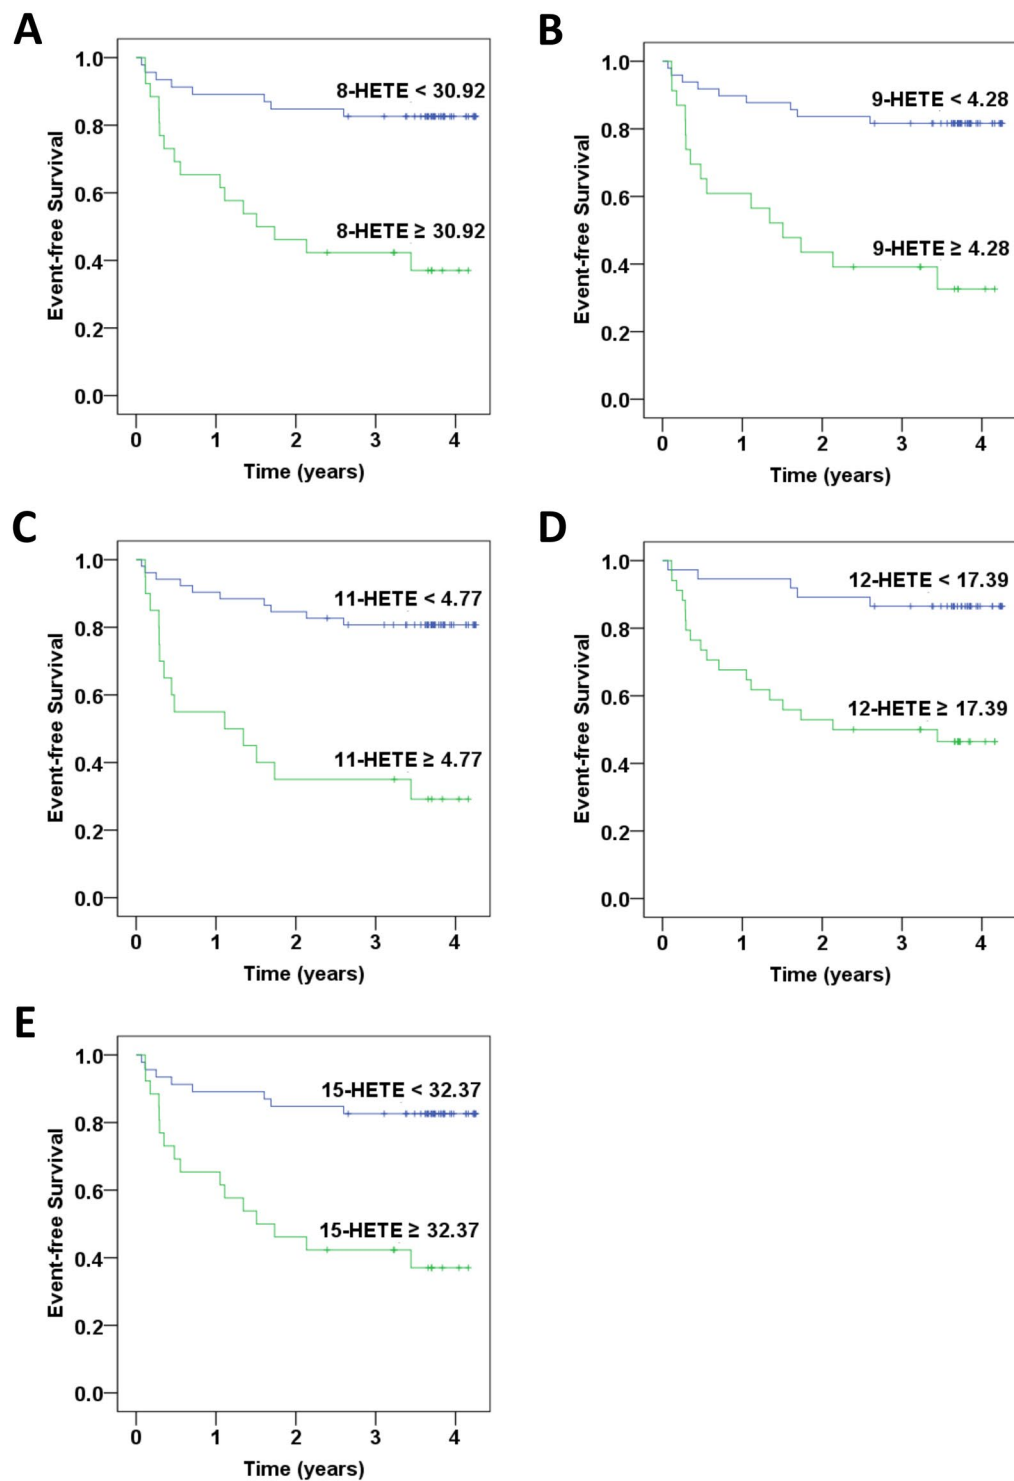 A
Event-free Survival
1.0
0.8
0.6
0.4
0.2
0.0
8-HETE < 30.92
8-HETE ≥ 30.92
0 1 2 3 4
Time (years)
B
Event-free Survival
1.0
0.8
0.6
0.4
0.2
0.0
9-HETE < 4.28
9-HETE ≥ 4.28
0 1 2 3 4
Time (years)
C
Event-free Survival
1.0
0.8
0.6
0.4
0.2
0.0
11-HETE < 4.77
11-HETE ≥ 4.77
0 1 2 3 4
Time (years)
D
Event-free Survival
1.0
0.8
0.6
0.4
0.2
0.0
12-HETE < 17.39
12-HETE ≥ 17.39
0 1 2 3 4
Time (years)
E
Event-free Survival
1.0
0.8
0.6
0.4
0.2
0.0
15-HETE < 32.37
15-HETE ≥ 32.37
0 1 2 3 4
Time (years)